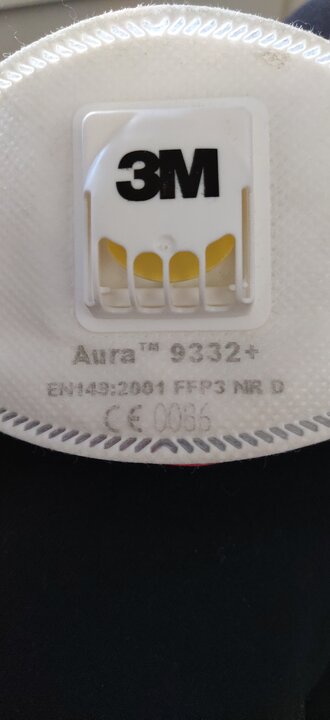 3M
Aura™ 9332+
EN149:2001 FFP3 NR D
CE 0086